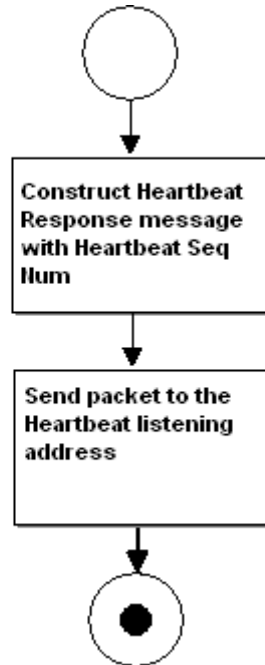 Construct Heartbeat
Response message
with Heartbeat Seq
Num
Send packet to the
Heartbeat listening
address